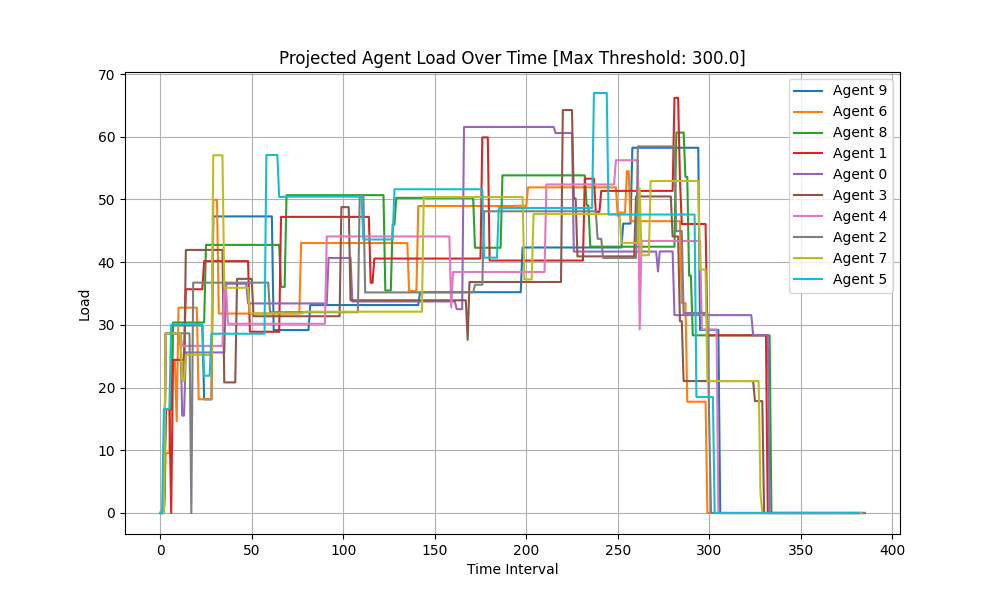 Projected Agent Load Over Time [Max Threshold: 300.0]
Load
70
60
50
40
30
20
10
0
0 50 100 150 200 250 300 350 400
Time Interval
Agent 9
Agent 6
Agent 8
Agent 1
Agent 0
Agent 3
Agent 4
Agent 2
Agent 7
Agent 5